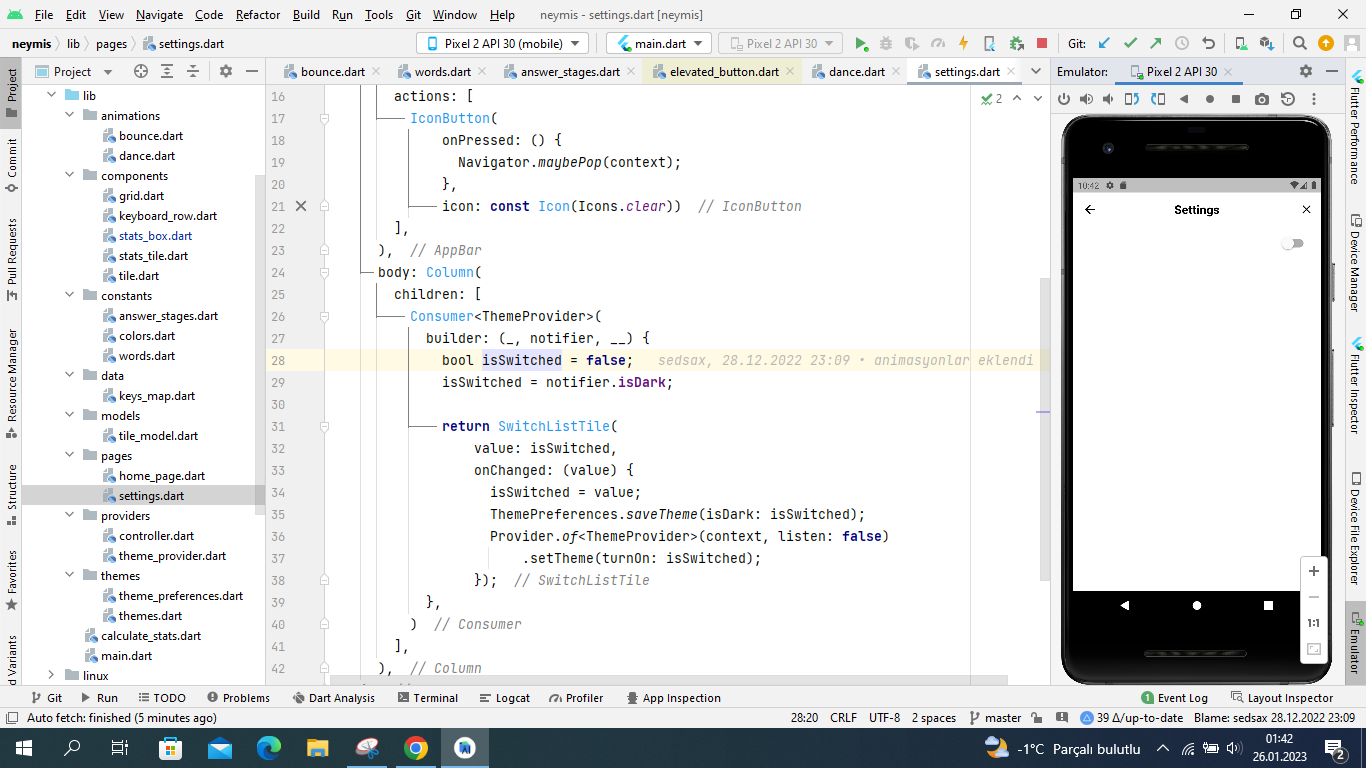 File Edit View Navigate Code Refactor Build Run Tools Git Window Help neymis - settings.dart [neymis]
neymis lib pages settings.dart Pixel 2 API 30 (mobile) main.dart Pixel 2 API 30 Git:
Project bounce.dart words.dart answer_stages.dart elevated_button.dart dance.dart settings.dart Emulator: Pixel 2 API 30
Project
Commit
Pull Requests
Resource Manager
Structure
Favorites
d Variants
lib
animations
bounce.dart
dance.dart
components
grid.dart
keyboard_row.dart
stats_box.dart
stats_tile.dart
tile.dart
constants
answer_stages.dart
colors.dart
words.dart
data
keys_map.dart
models
tile_model.dart
pages
home_page.dart
settings.dart
providers
controller.dart
theme_provider.dart
themes
theme_preferences.dart
themes.dart
calculate_stats.dart
main.dart
linux
2
16 actions: [
17 IconButton(
18 onPressed: () {
19 Navigator.maybePop(context);
20 },
21 icon: const Icon(Icons.clear)) // IconButton
22 ],
23 ), // AppBar
24 body: Column(
25 children: [
26 Consumer<ThemeProvider>(
27 builder: (_, notifier, __) {
28 bool isSwitched = false; sedsax, 28.12.2022 23:09 • animasyonlar eklendi
29 isSwitched = notifier.isDark;
30
31 return SwitchListTile(
32 value: isSwitched,
33 onChanged: (value) {
34 isSwitched = value;
35 ThemePreferences.saveTheme(isDark: isSwitched);
36 Provider.of<ThemeProvider>(context, listen: false)
37 .setTheme(turnOn: isSwitched);
38 }); // SwitchListTile
39 },
40 ) // Consumer
41 ],
42 ), // Column
10:42
Settings
1:1
Flutter Performance
Device Manager
Flutter Inspector
Device File Explorer
Emulator
Git Run TODO Problems Dart Analysis Terminal Logcat Profiler App Inspection 1 Event Log Layout Inspector
Auto fetch: finished (5 minutes ago) 28:20 CRLF UTF-8 2 spaces master 39 Δ/up-to-date Blame: sedsax 28.12.2022 23:09
-1°C Parçalı bulutlu 01:42
26.01.2023 2